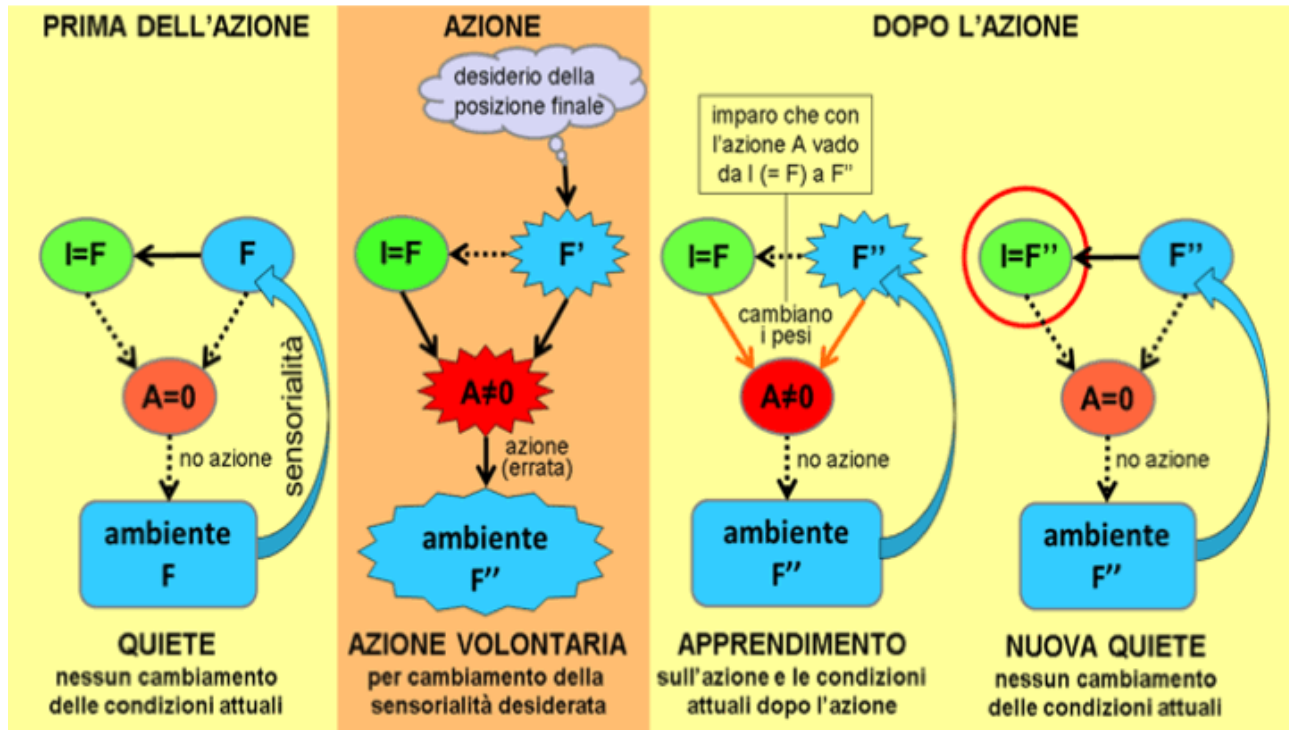 PRIMA DELL'AZIONE
I=F
F
A=0
no azione
sensorialità
ambiente
F
QUIETE
nessun cambiamento
delle condizioni attuali
AZIONE
desiderio della
posizione finale
I=F
F'
A≠0
azione
(errata)
ambiente
F''
AZIONE VOLONTARIA
per cambiamento della
sensorialità desiderata
DOPO L'AZIONE
imparo che con
l'azione A vado
da I (= F) a F''
I=F
F''
cambiano
i pesi
A≠0
no azione
ambiente
F''
APPRENDIMENTO
sull'azione e le condizioni
attuali dopo l'azione
I=F''
F''
A=0
no azione
ambiente
F''
NUOVA QUIETE
nessun cambiamento
delle condizioni attuali